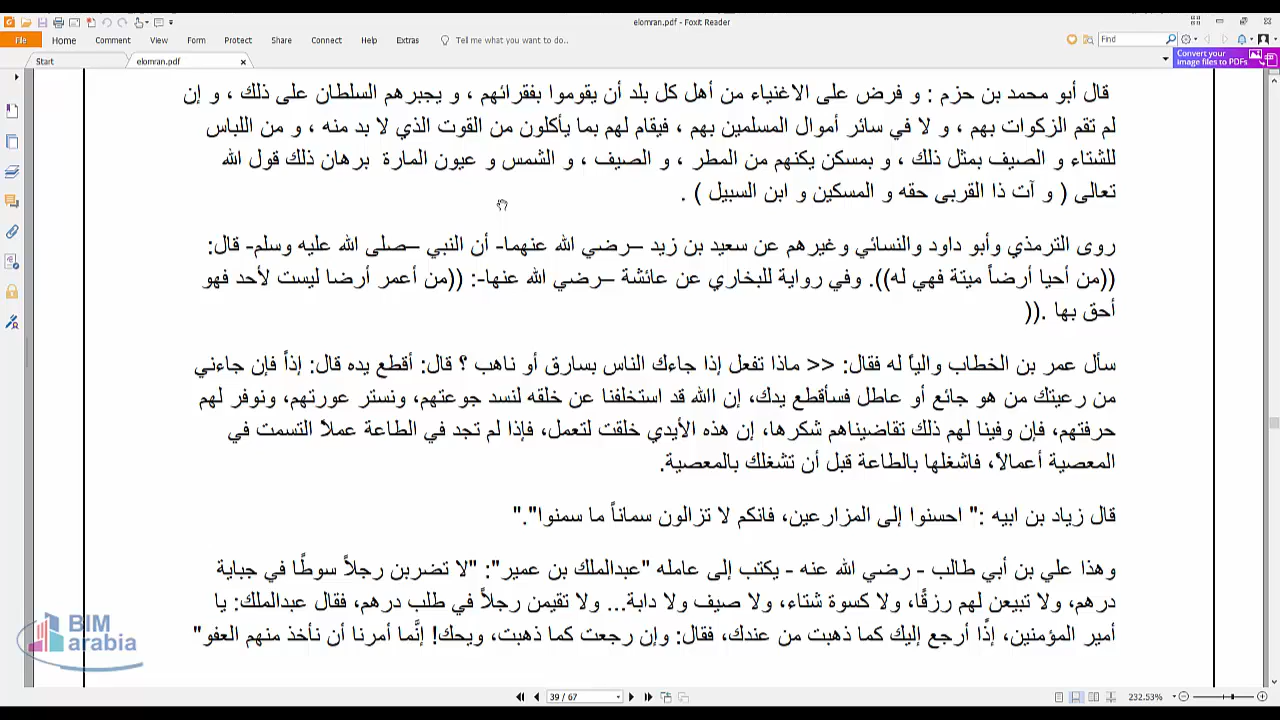 elomran.pdf - Foxit Reader
File Home Comment View Form Protect Share Connect Help Extras Tell me what you want to do.. Find
Start elomran.pdf
Convert your
image files to PDFs
قال أبو محمد بن حزم : و فرض على الاغنياء من أهل كل بلد أن يقوموا بفقرائهم ، و يجبرهم السلطان على ذلك ، و إن
لم تقم الزكوات بهم ، و لا في سائر أموال المسلمين بهم ، فيقام لهم بما يأكلون من القوت الذي لا بد منه ، و من اللباس
للشتاء و الصيف بمثل ذلك ، و بمسكن يكنهم من المطر ، و الصيف ، و الشمس و عيون المارة برهان ذلك قول الله
تعالى ( و آت ذا القربى حقه و المسكين و ابن السبيل ) .
روى الترمذي وأبو داود والنسائي وغيرهم عن سعيد بن زيد –رضي الله عنهما- أن النبي –صلى الله عليه وسلم- قال:
((من أحيا أرضاً ميتة فهي له)). وفي رواية للبخاري عن عائشة –رضي الله عنها-: ((من أعمر أرضا ليست لأحد فهو
أحق بها .((
سأل عمر بن الخطاب والياً له فقال: << ماذا تفعل إذا جاءك الناس بسارق أو ناهب ؟ قال: أقطع يده قال: إذاً فإن جاءني
من رعيتك من هو جائع أو عاطل فسأقطع يدك، إن االله قد استخلفنا عن خلقه لنسد جوعتهم، ونستر عورتهم، ونوفر لهم
حرفتهم، فإن وفينا لهم ذلك تقاضيناهم شكرها، إن هذه الأيدي خلقت لتعمل، فإذا لم تجد في الطاعة عملاً التسمت في
المعصية أعمالاً، فاشغلها بالطاعة قبل أن تشغلك بالمعصية.
قال زياد بن ابيه :" احسنوا إلى المزارعين، فانكم لا تزالون سماناً ما سمنوا"."
وهذا علي بن أبي طالب - رضي الله عنه - يكتب إلى عامله "عبدالملك بن عمير": "لا تضربن رجلاً سوطًا في جباية
درهم، ولا تبيعن لهم رزقًا، ولا كسوة شتاء، ولا صيف ولا دابة... ولا تقيمن رجلاً في طلب درهم، فقال عبدالملك: يا
أمير المؤمنين، إذًا أرجع إليك كما ذهبت من عندك، فقال: وإن رجعت كما ذهبت، ويحك! إنَّما أمرنا أن نأخذ منهم العفو"
BIM
arabia
39 / 67
232.53%